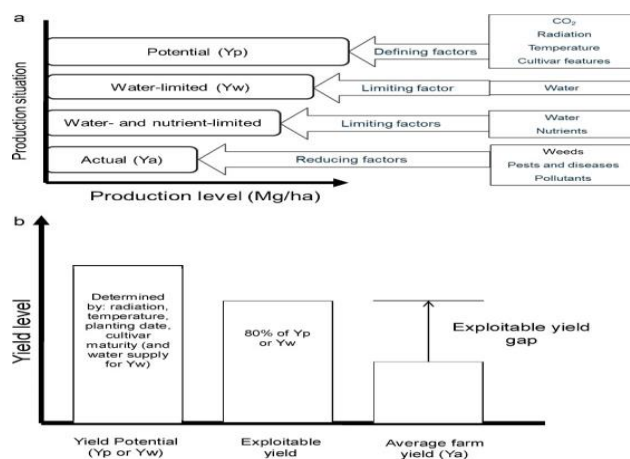 a
Production situation
Potential (Yp)
Defining factors
CO₂
Radiation
Temperature
Cultivar features
Water-limited (Yw)
Limiting factor
Water
Water- and nutrient-limited
Limiting factors
Water
Nutrients
Actual (Ya)
Reducing factors
Weeds
Pests and diseases
Pollutants
Production level (Mg/ha)
b
Yield level
Determined
by: radiation,
temperature,
planting date,
cultivar
maturity (and
water supply
for Yw)
80% of Yp
or Yw
Exploitable yield
gap
Yield Potential
(Yp or Yw)
Exploitable
yield
Average farm
yield (Ya)